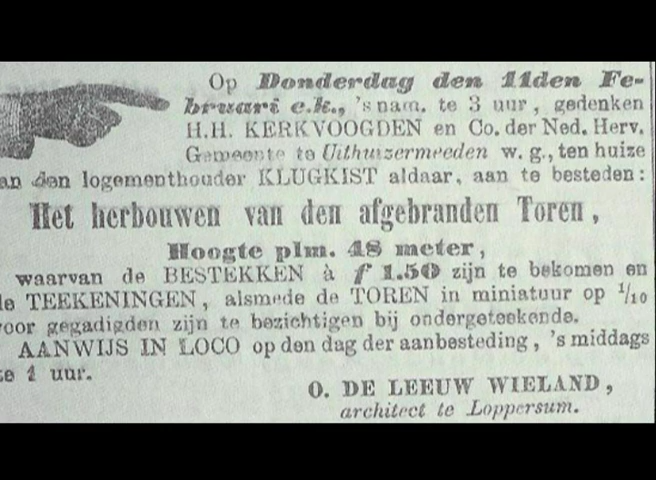 Op Donderdag den 11den Fe-
bruari e.k., 'snam. te 3 uur, gedenken
H.H. KERKVOOGDEN en Co. der Ned. Herv.
Gemeente te Uithuizermeeden w. g., ten huize
an den logementhouder KLUGKIST aldaar, aan te besteden:
Het herbouwen van den afgebranden Toren,
Hoogte plm. 48 meter,
waarvan de BESTEKKEN à f 1.50 zijn te bekomen en
de TEEKENINGEN, alsmede de TOREN in miniatuur op 1/10
oor gegadigden zijn te bezichtigen bij ondergeteekende.
AANWIJS IN LOCO op den dag der aanbesteding, 's middags
te 1 uur.
O. DE LEEUW WIELAND,
architect te Loppersum.